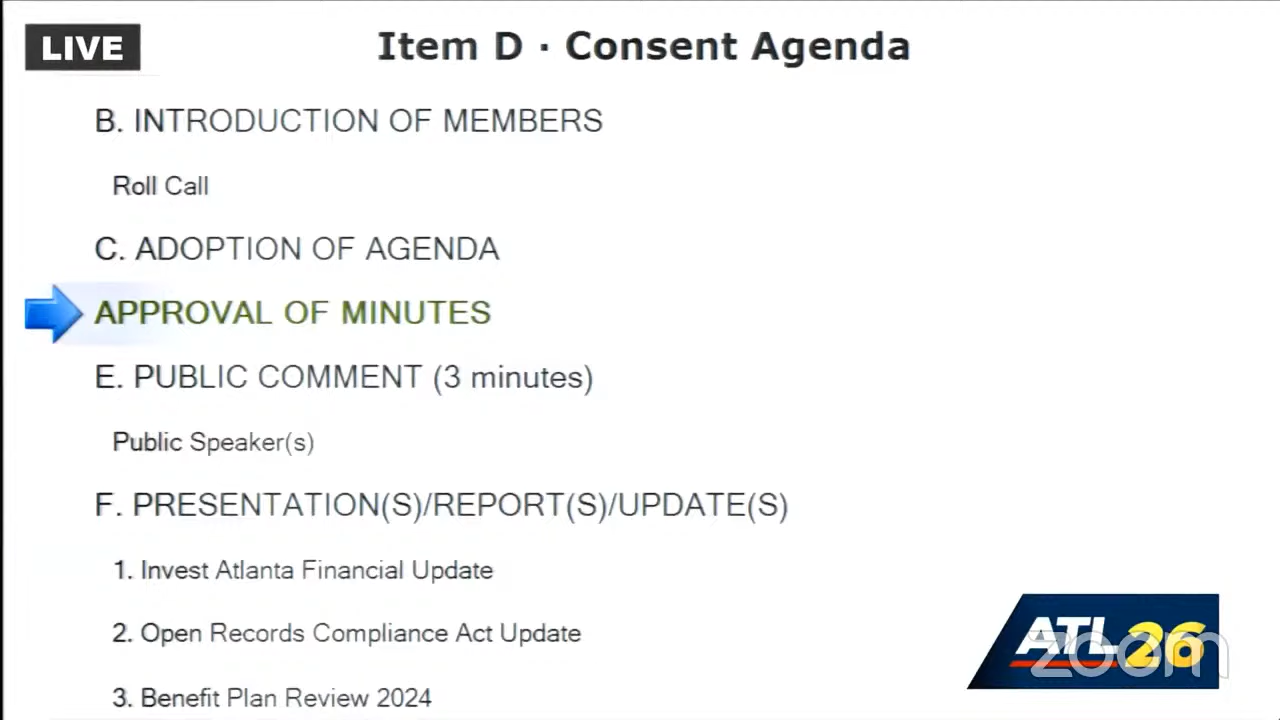 LIVE
Item D · Consent Agenda
B. INTRODUCTION OF MEMBERS
Roll Call
C. ADOPTION OF AGENDA
APPROVAL OF MINUTES
E. PUBLIC COMMENT (3 minutes)
Public Speaker(s)
F. PRESENTATION(S)/REPORT(S)/UPDATE(S)
1. Invest Atlanta Financial Update
2. Open Records Compliance Act Update
3. Benefit Plan Review 2024
ATL 26
zoom